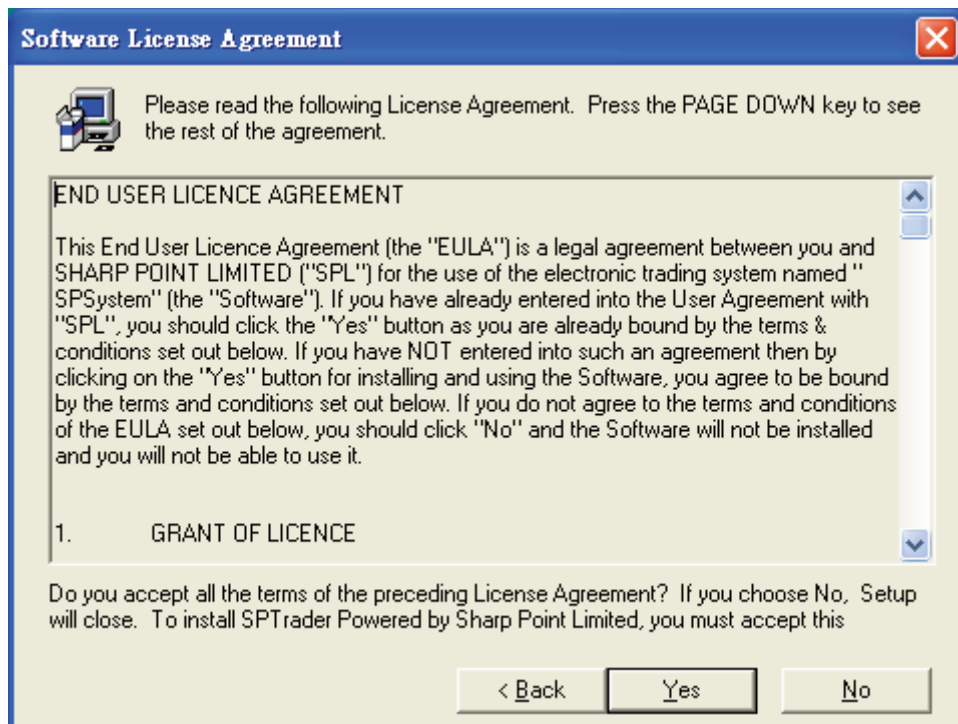 Software License Agreement
Please read the following License Agreement.  Press the PAGE DOWN key to see
the rest of the agreement.
END USER LICENCE AGREEMENT
This End User Licence Agreement (the "EULA") is a legal agreement between you and
SHARP POINT LIMITED ("SPL") for the use of the electronic trading system named "
SPSystem" (the "Software"). If you have already entered into the User Agreement with
"SPL", you should click the "Yes" button as you are already bound by the terms &
conditions set out below. If you have NOT entered into such an agreement then by
clicking on the "Yes" button for installing and using the Software, you agree to be bound
by the terms and conditions set out below. If you do not agree to the terms and conditions
of the EULA set out below, you should click "No" and the Software will not be installed
and you will not be able to use it.
1. GRANT OF LICENCE
Do you accept all the terms of the preceding License Agreement?  If you choose No,  Setup
will close.  To install SPTrader Powered by Sharp Point Limited, you must accept this
< Back
Yes
No